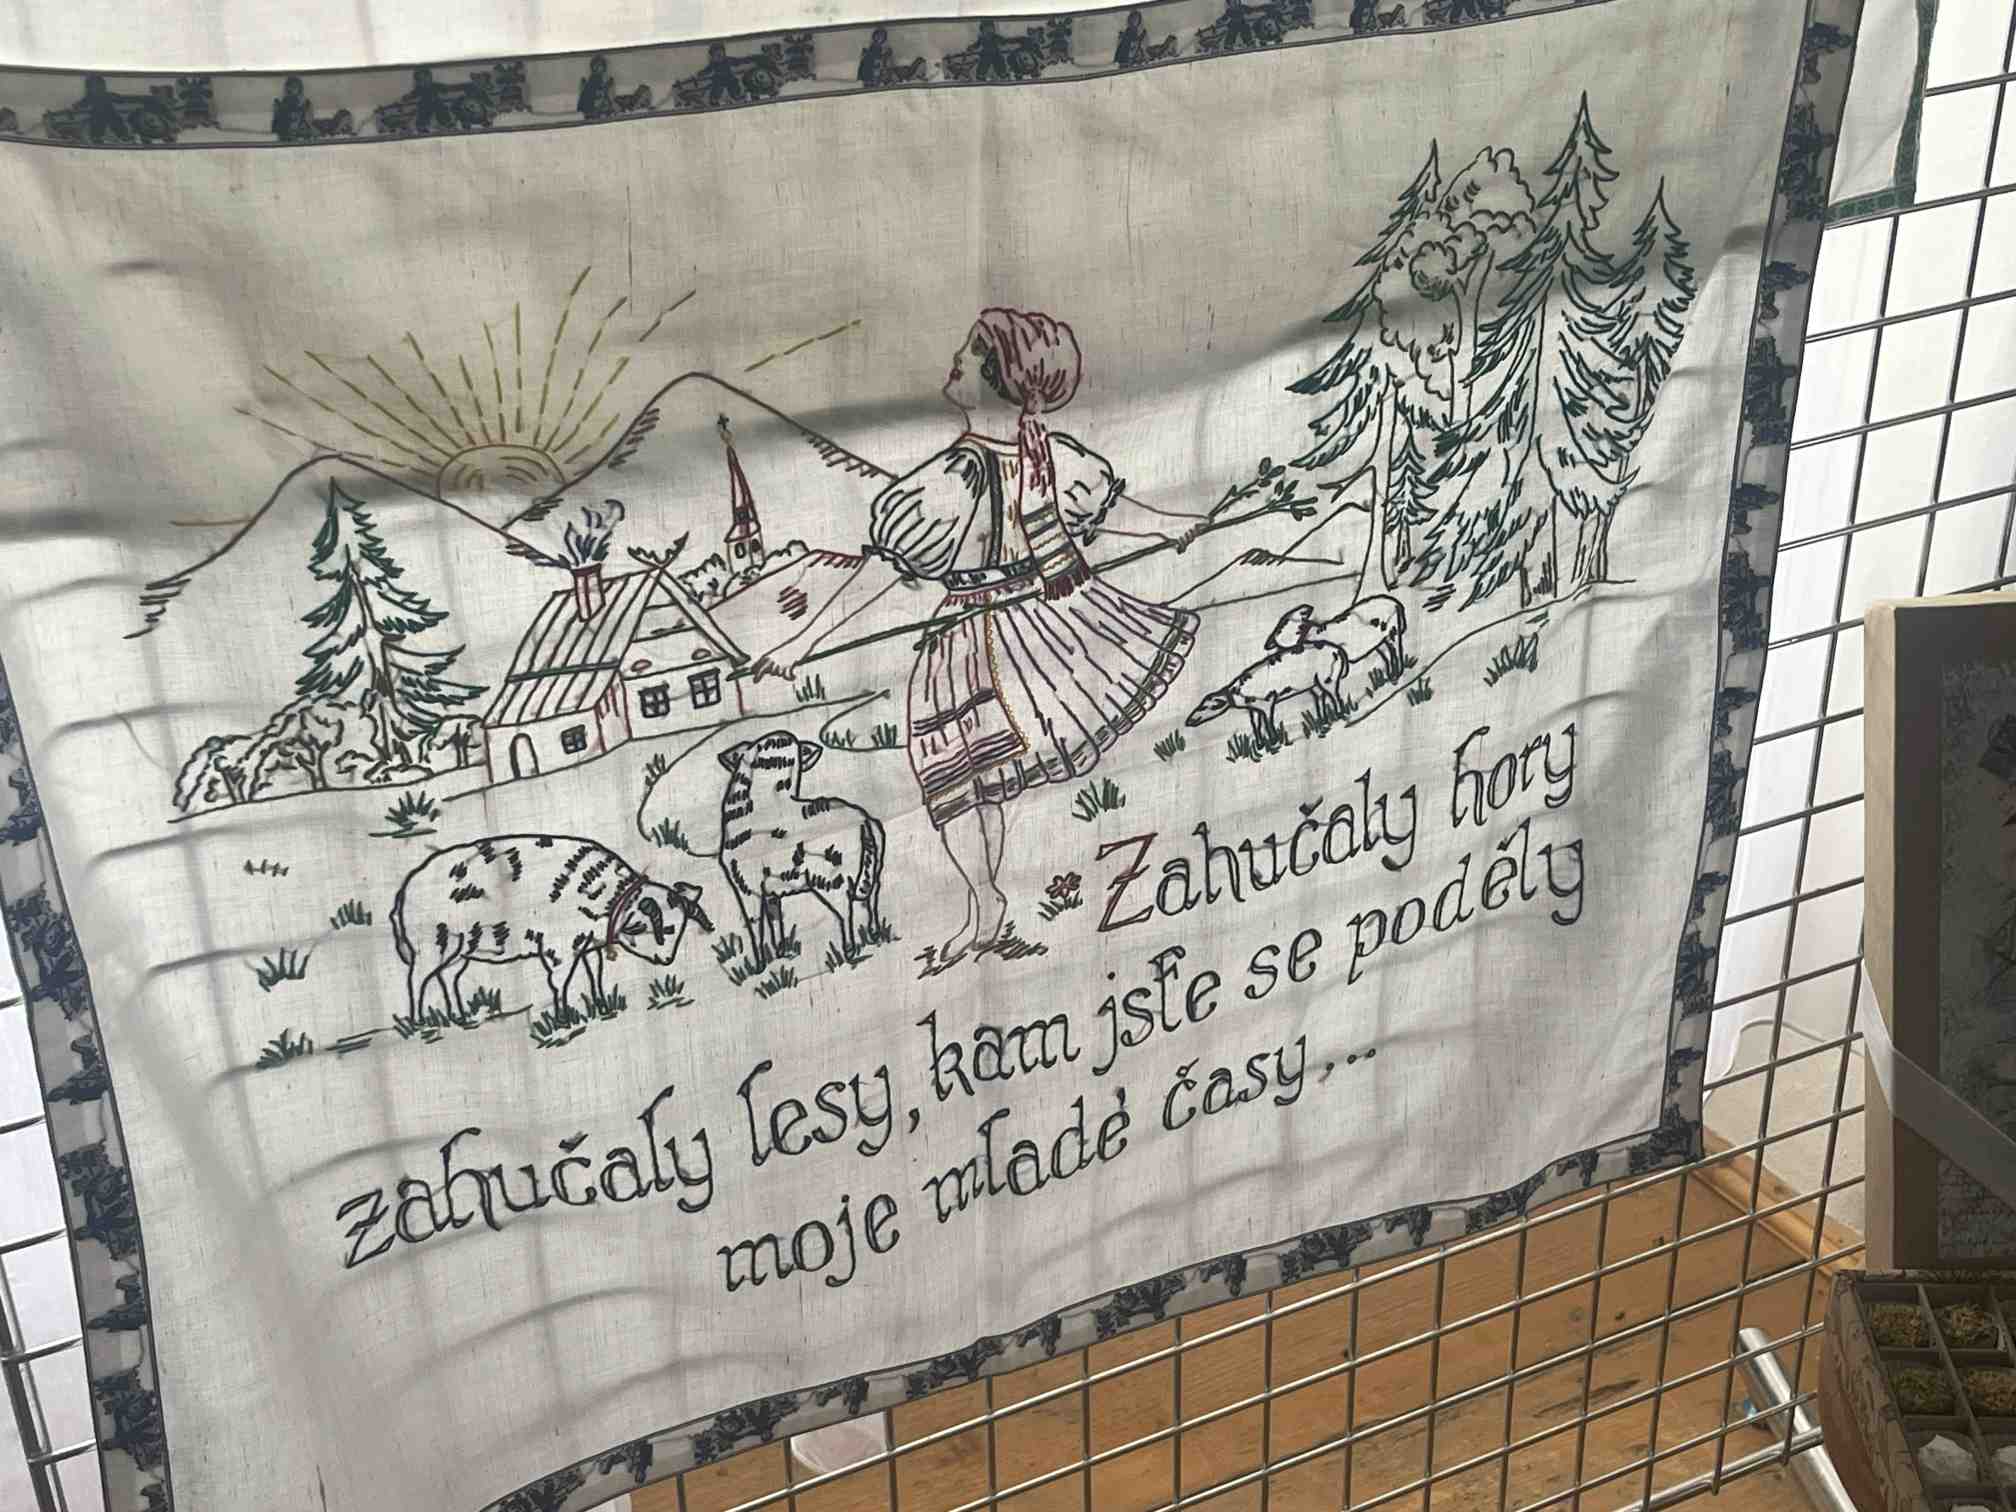 Zahučaly hory
zahučaly lesy, kam jste se poděly
moje mladé časy...